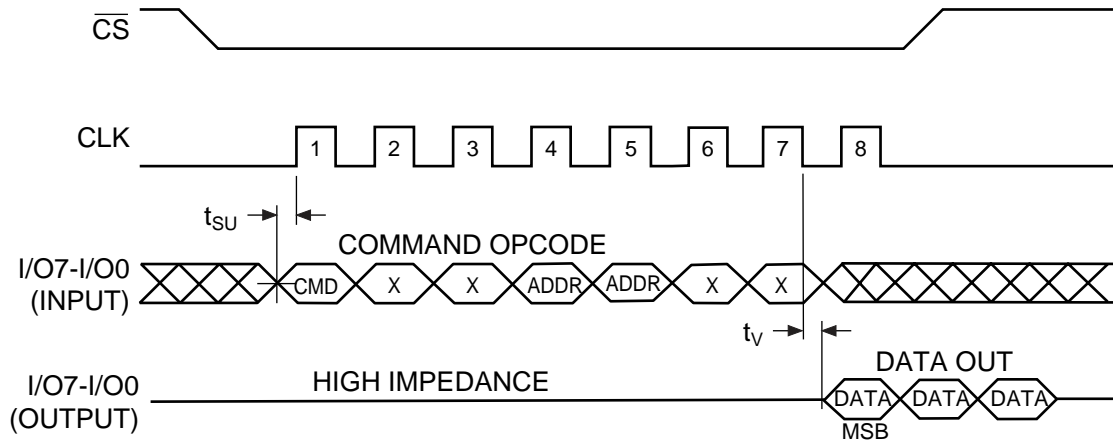 CS
CLK
1 2 3 4 5 6 7 8
tSU
COMMAND OPCODE
I/O7-I/O0
(INPUT)
CMD X X ADDR ADDR X X
tV
DATA OUT
HIGH IMPEDANCE
I/O7-I/O0
(OUTPUT)
DATA DATA DATA
MSB